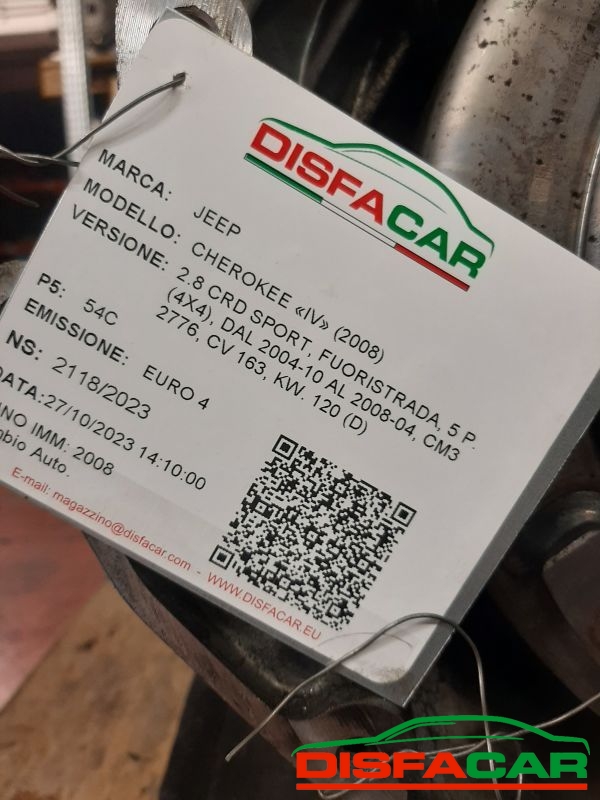 DISFACAR
MARCA: JEEP
MODELLO: CHEROKEE «IV» (2008)
VERSIONE: 2.8 CRD SPORT, FUORISTRADA, 5 P.
(4X4), DAL 2004-10 AL 2008-04, CM3
2776, CV 163, KW. 120 (D)
P5: 54C
EMISSIONE: EURO 4
NS: 2118/2023
DATA:27/10/2023 14:10:00
NO IMM: 2008
mbio Auto.
E-mail: magazzino@disfacar.com - WWW.DISFACAR.EU
DISFACAR